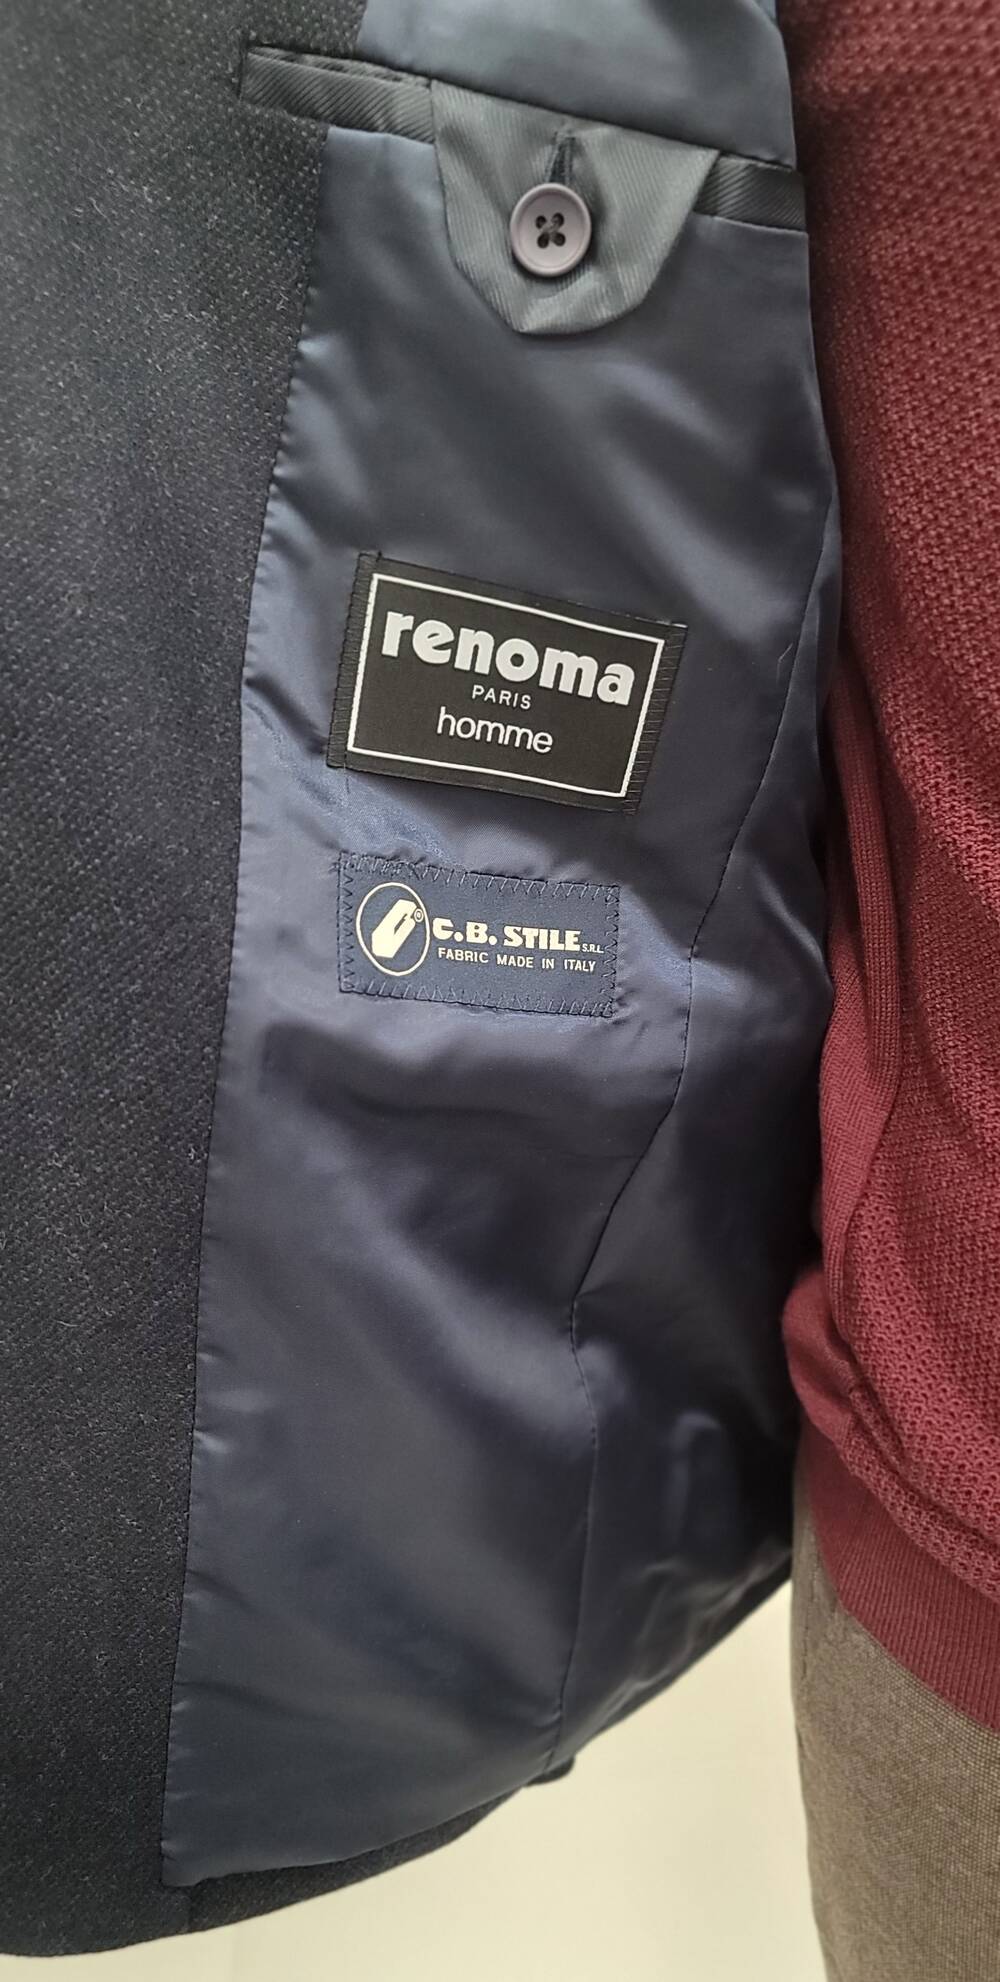 renoma
PARIS
homme
C.B. STILE S.R.L.
FABRIC MADE IN ITALY